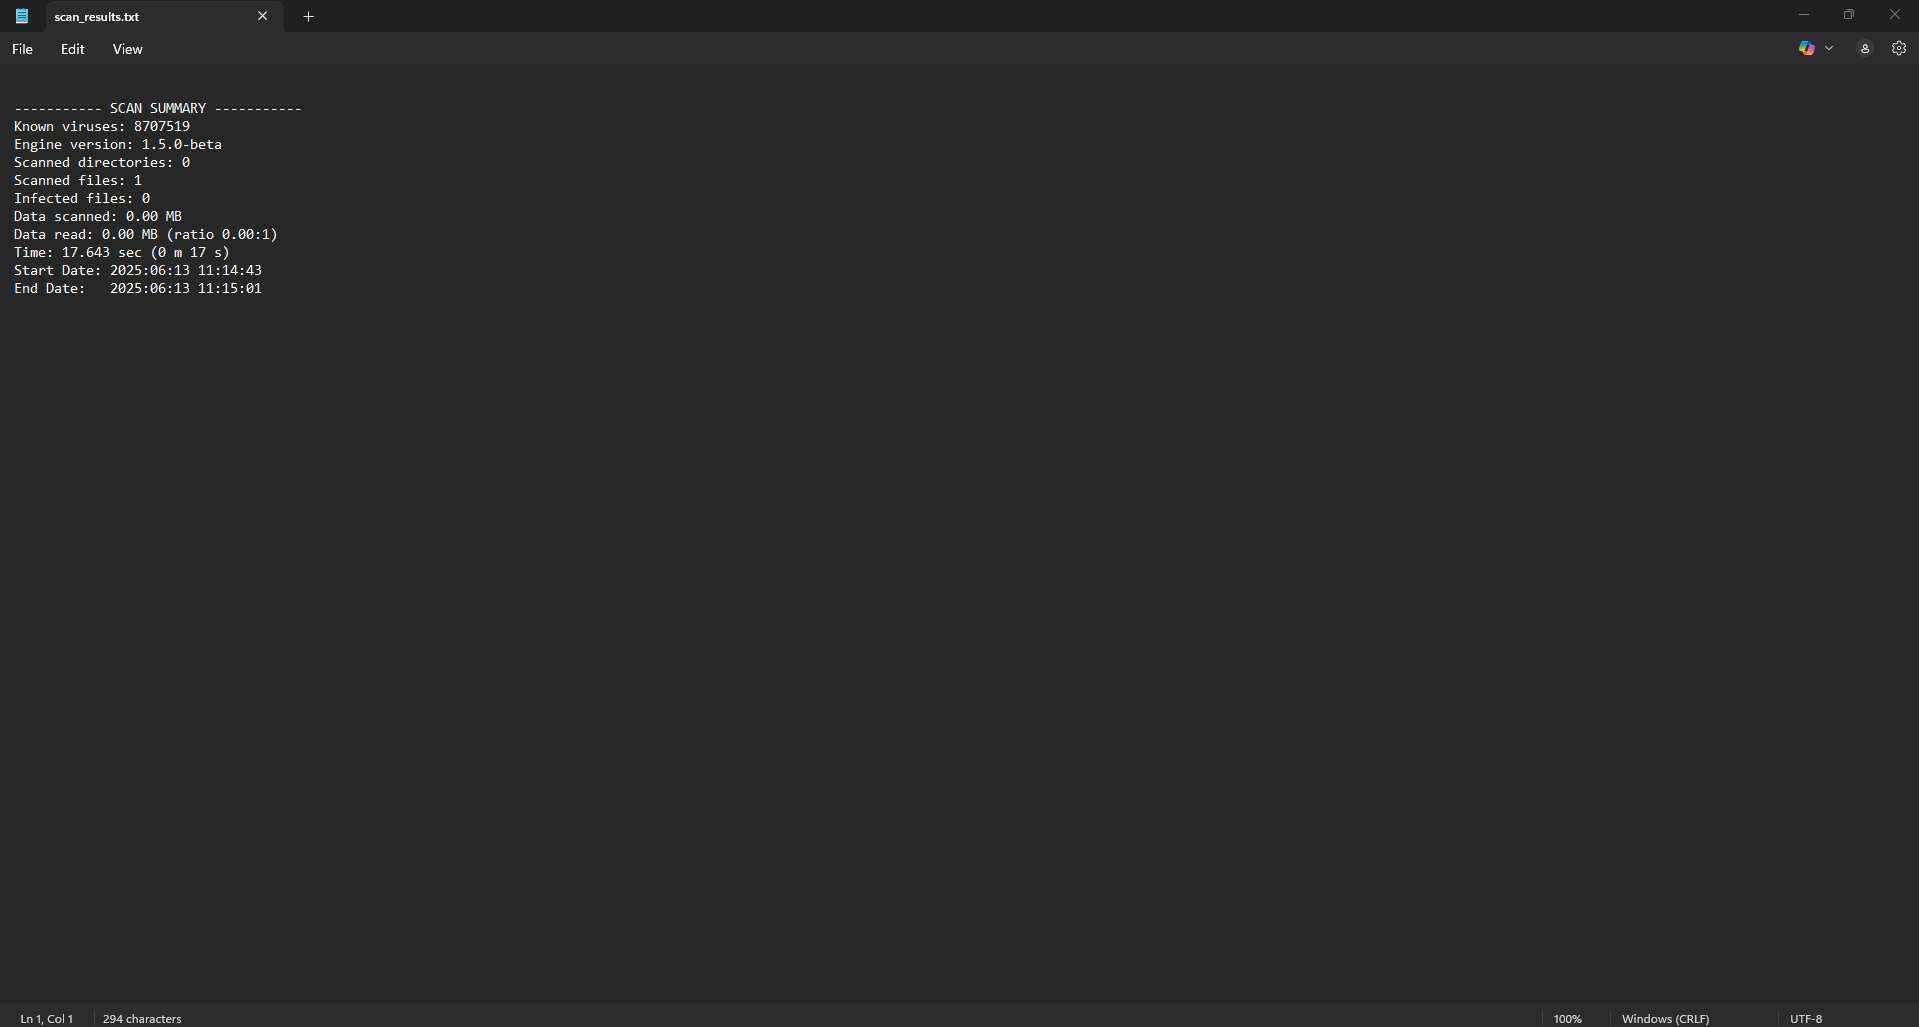 scan_results.txt
File Edit View
----------- SCAN SUMMARY -----------
Known viruses: 8707519
Engine version: 1.5.0-beta
Scanned directories: 0
Scanned files: 1
Infected files: 0
Data scanned: 0.00 MB
Data read: 0.00 MB (ratio 0.00:1)
Time: 17.643 sec (0 m 17 s)
Start Date: 2025:06:13 11:14:43
End Date:   2025:06:13 11:15:01
Ln 1, Col 1 294 characters 100% Windows (CRLF) UTF-8